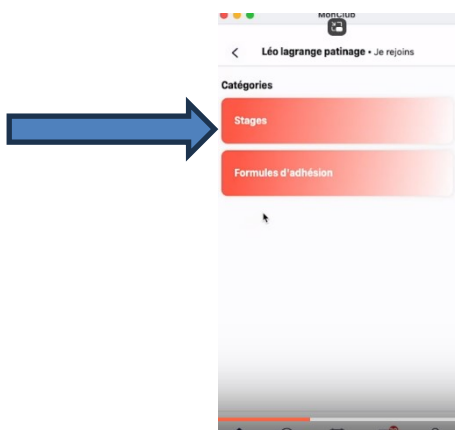 MonClub
Léo lagrange patinage • Je rejoins
Catégories
Stages
Formules d'adhésion